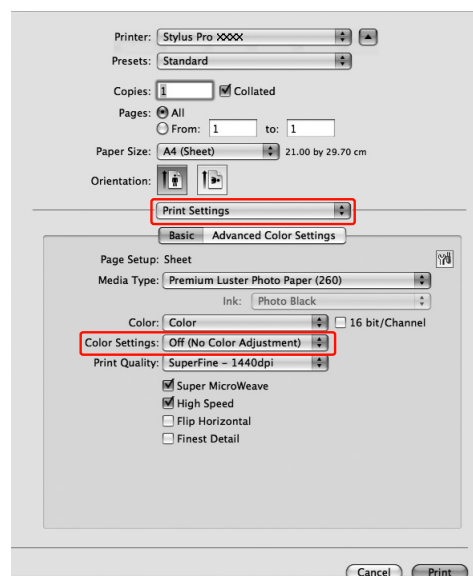 Printer: Stylus Pro XXXX
Presets: Standard
Copies: 1 Collated
Pages: All
From: 1 to: 1
Paper Size: A4 (Sheet) 21.00 by 29.70 cm
Orientation:
Print Settings
Basic Advanced Color Settings
Page Setup: Sheet
Media Type: Premium Luster Photo Paper (260)
Ink: Photo Black
Color: Color 16 bit/Channel
Color Settings: Off (No Color Adjustment)
Print Quality: SuperFine – 1440dpi
Super MicroWeave
High Speed
Flip Horizontal
Finest Detail
Cancel Print